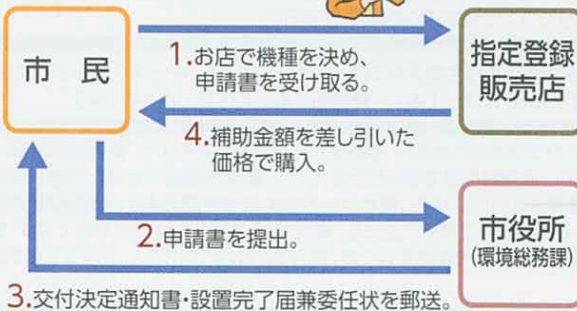 市民
指定登録
販売店
1.お店で機種を決め、
申請書を受け取る。
4.補助金額を差し引いた
価格で購入。
2.申請書を提出。
市役所
(環境総務課)
3.交付決定通知書・設置完了届兼委任状を郵送。